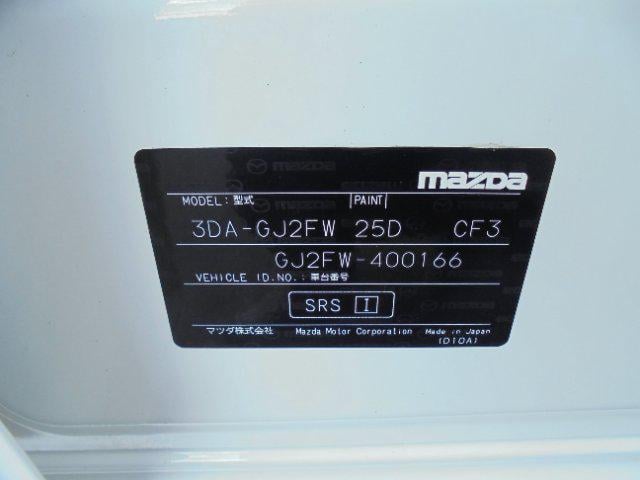 mazda
MODEL:型式 PAINT
3DA-GJ2FW 25D CF3
GJ2FW-400166
VEHICLE ID.NO.:車台番号
SRS I
マツダ株式会社 Mazda Motor Corporation Made in Japan
(D10A)